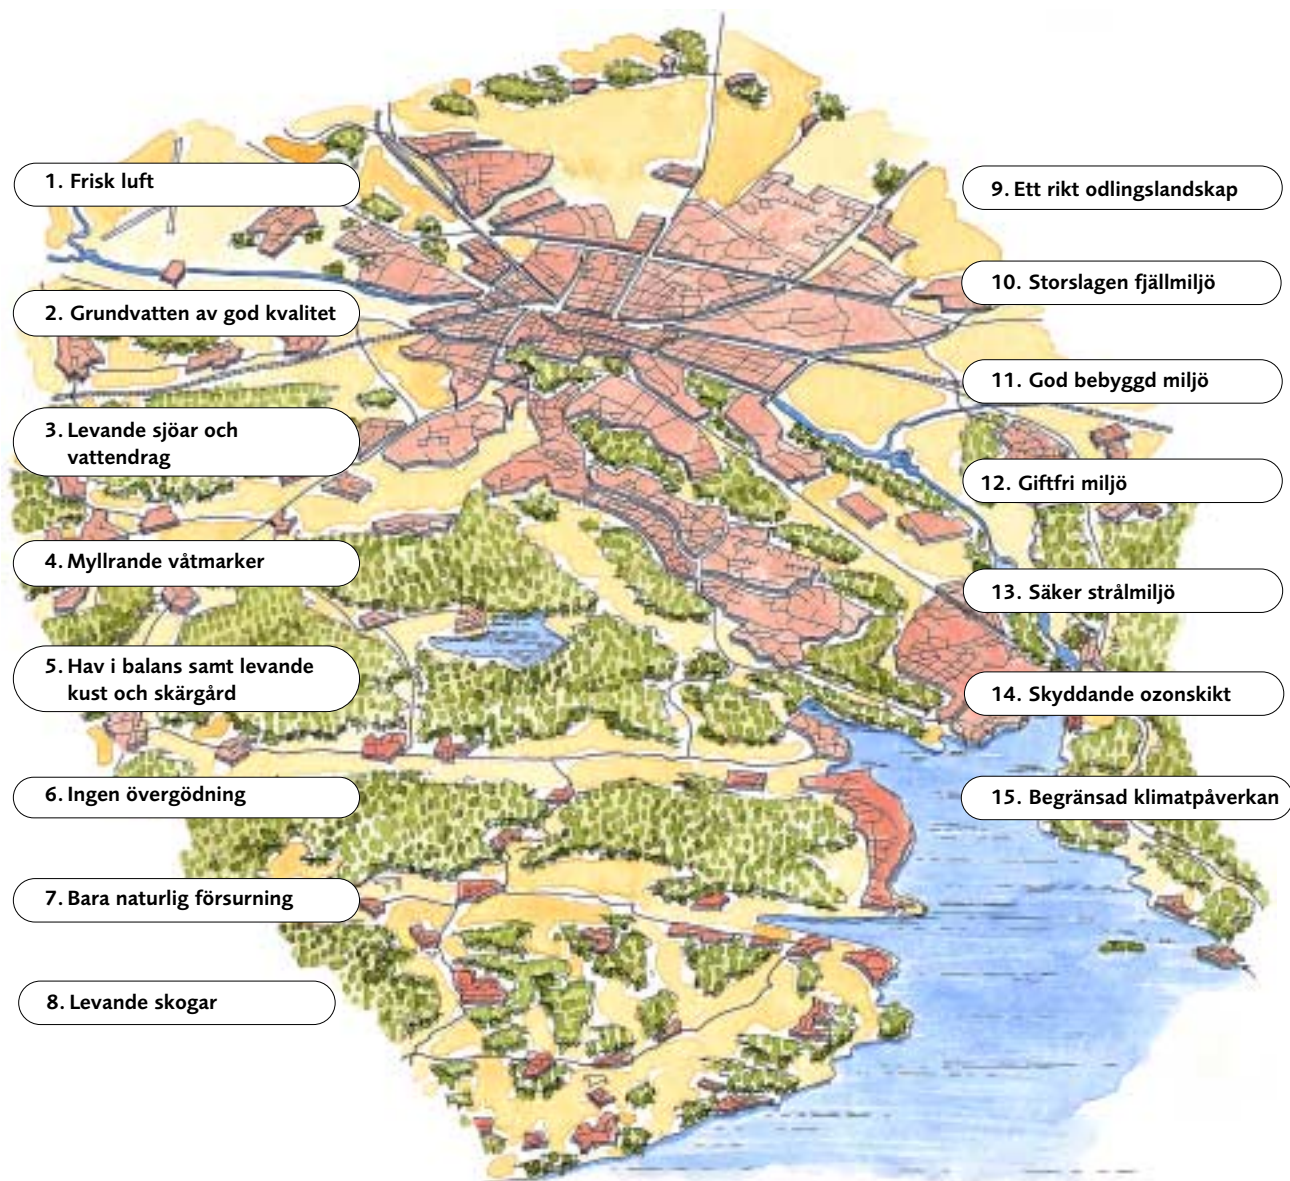 1. Frisk luft
2. Grundvatten av god kvalitet
3. Levande sjöar och
vattendrag
4. Myllrande våtmarker
5. Hav i balans samt levande
kust och skärgård
6. Ingen övergödning
7. Bara naturlig försurning
8. Levande skogar
9. Ett rikt odlingslandskap
10. Storslagen fjällmiljö
11. God bebyggd miljö
12. Giftfri miljö
13. Säker strålmiljö
14. Skyddande ozonskikt
15. Begränsad klimatpåverkan